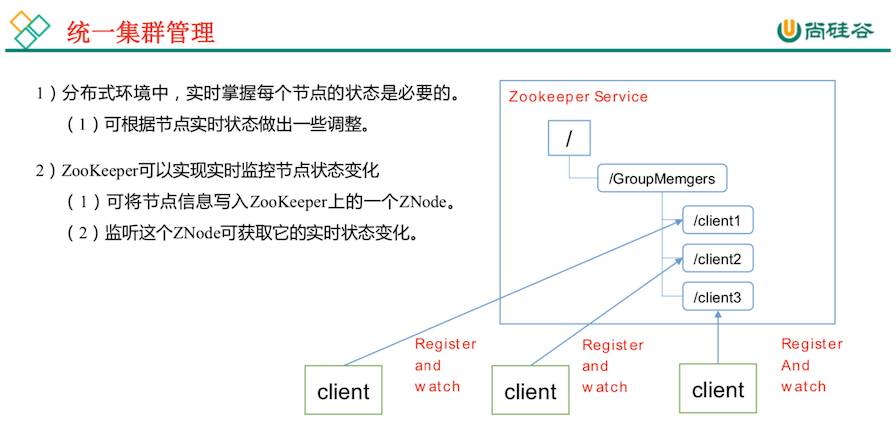 统一集群管理
尚硅谷
1）分布式环境中，实时掌握每个节点的状态是必要的。
（1）可根据节点实时状态做出一些调整。
2）ZooKeeper可以实现实时监控节点状态变化
（1）可将节点信息写入ZooKeeper上的一个ZNode。
（2）监听这个ZNode可获取它的实时状态变化。
Zookeeper Service
/
/GroupMemgers
/client1
/client2
/client3
Register
and
watch
Register
and
watch
Register
And
watch
client
client
client